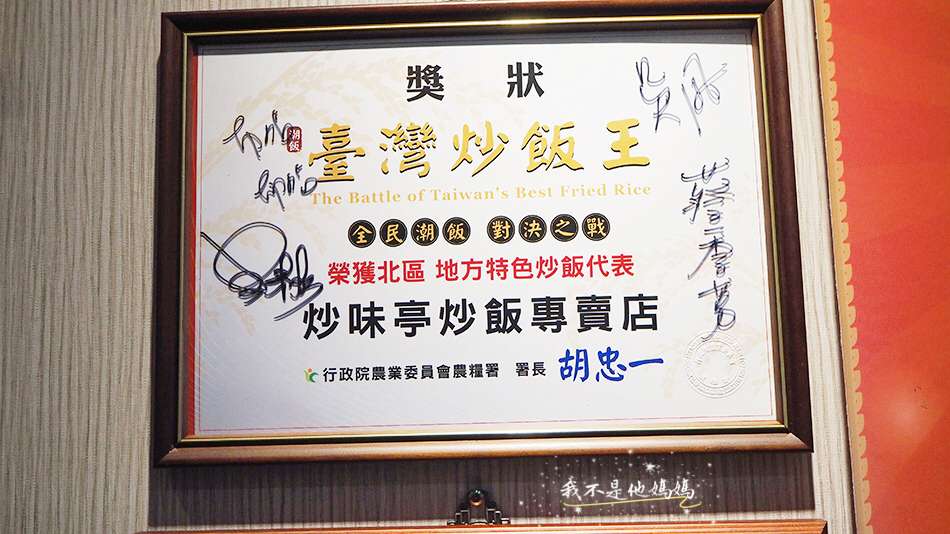 獎狀
潮飯
臺灣炒飯王
The Battle of Taiwan's Best Fried Rice
全民潮飯 對決之戰
榮獲北區 地方特色炒飯代表
炒味亭炒飯專賣店
行政院農業委員會農糧署 署長 胡忠一
我不是他媽媽